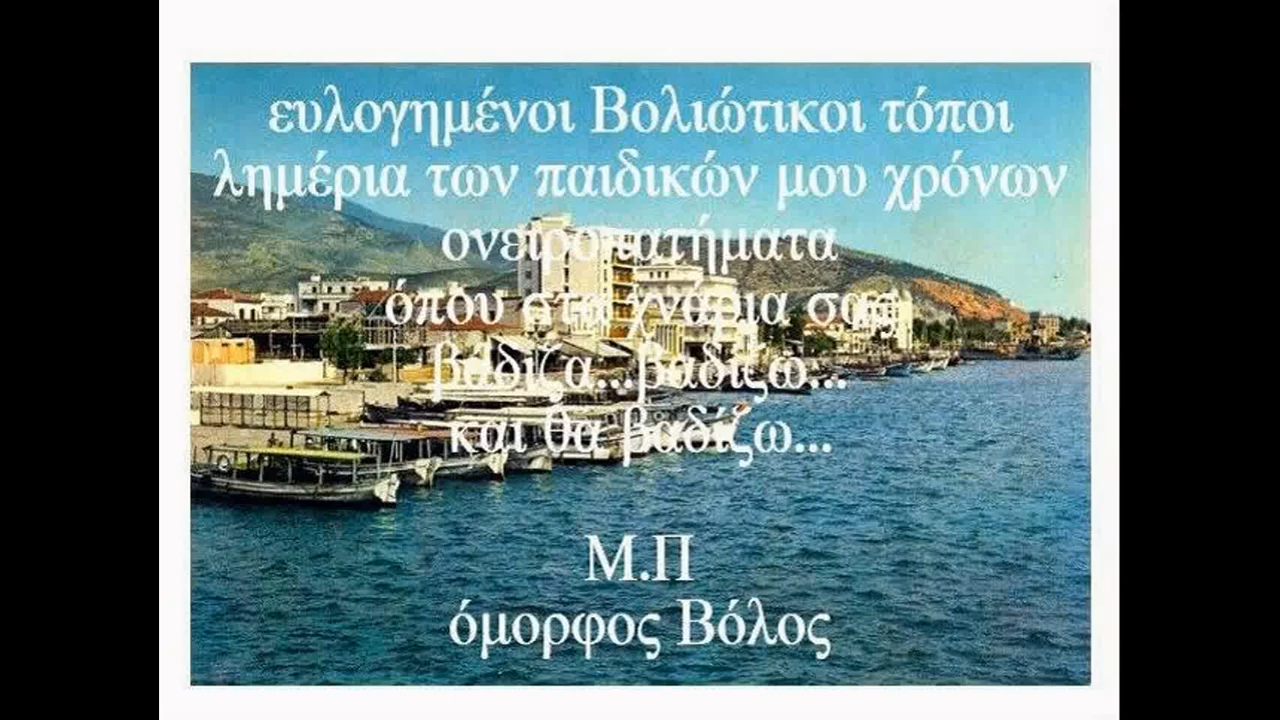 ευλογημένοι Βολιώτικοι τόποι
λημέρια των παιδικών μου χρόνων
ονειροπατήματα
όπου στα χνάρια σας
βάδιζα...βαδίζω...
και θα βαδίζω...
Μ.Π
όμορφος Βόλος